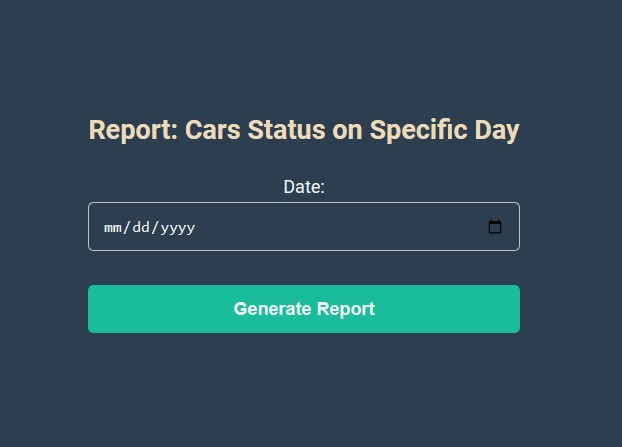 Report: Cars Status on Specific Day
Date:
mm/dd/yyyy
Generate Report